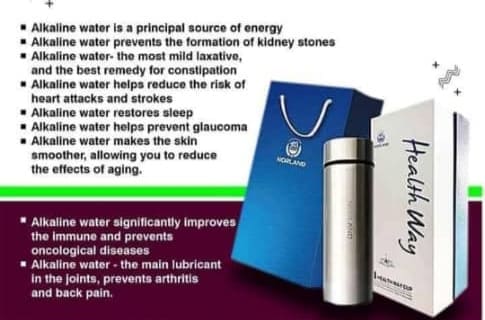 ▪ Alkaline water is a principal source of energy
▪ Alkaline water prevents the formation of kidney stones
▪ Alkaline water- the most mild laxative,
and the best remedy for constipation
▪ Alkaline water helps reduce the risk of
heart attacks and strokes
▪ Alkaline water restores sleep
▪ Alkaline water helps prevent glaucoma
▪ Alkaline water makes the skin
smoother, allowing you to reduce
the effects of aging.
NORLAND
Health Way
▪ Alkaline water significantly improves
the immune and prevents
oncological diseases
▪ Alkaline water - the main lubricant
in the joints, prevents arthritis
and back pain.